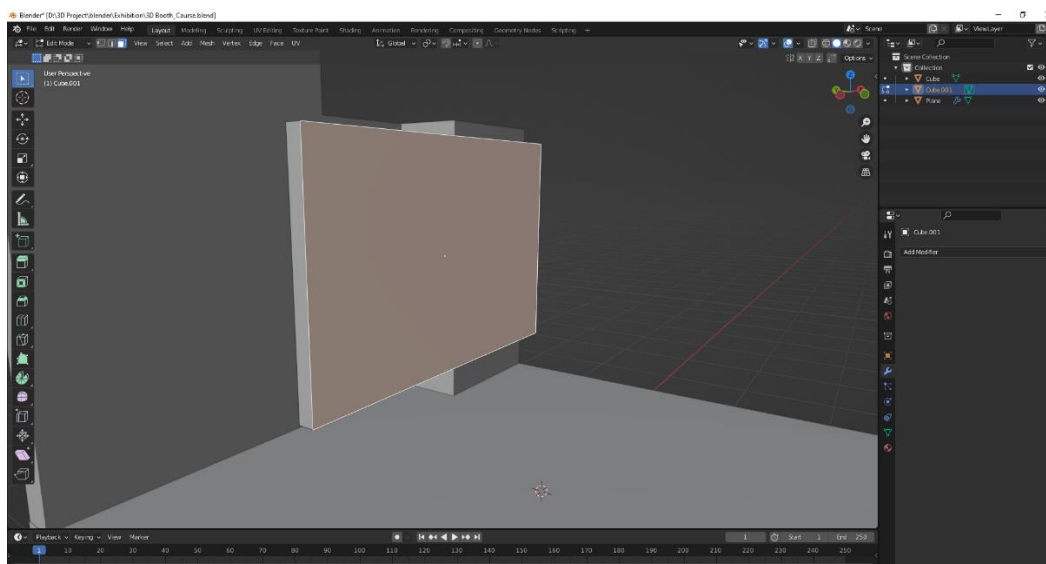 Blender* [D:\3D Project\blender\Exhibition\3D Booth_Course.blend]
File Edit Render Window Help Layout Modeling Sculpting UV Editing Texture Paint Shading Animation Rendering Compositing Geometry Nodes Scripting + Scene ViewLayer
Edit Mode View Select Add Mesh Vertex Edge Face UV Global
X Y Z Options
User Perspective
(1) Cube.001
Z
Scene Collection
Collection
Cube
Cube.001
Plane
Cube.001
Add Modifier
Playback Keying View Marker 1 Start 1 End 250
1 10 20 30 40 50 60 70 80 90 100 110 120 130 140 150 160 170 180 190 200 210 220 230 240 250